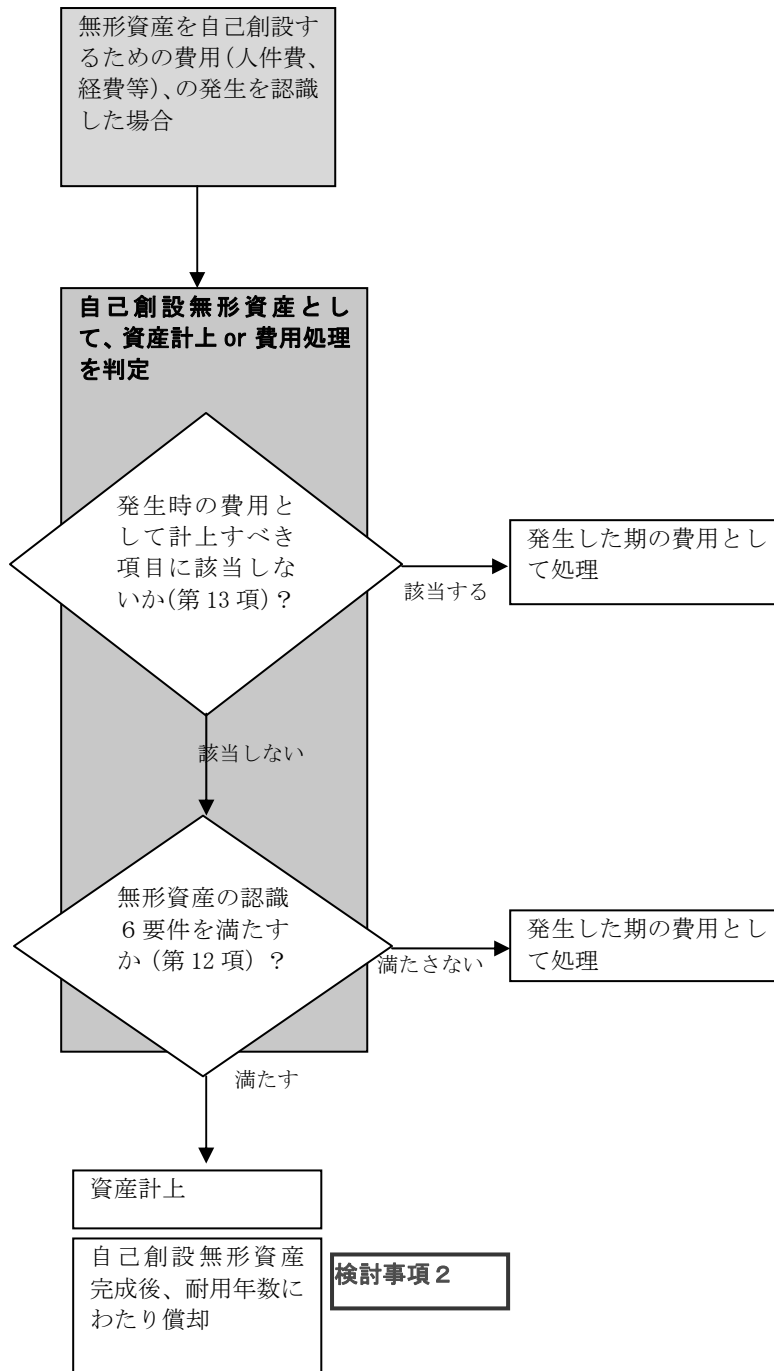 無形資産を自己創設す
るための費用(人件費、
経費等)、の発生を認識
した場合
自己創設無形資産とし
て、資産計上 or 費用処理
を判定
発生時の費用と
して計上すべき
項目に該当しな
いか(第 13 項)？
該当する
発生した期の費用とし
て処理
該当しない
無形資産の認識
６要件を満たす
か（第 12 項）？
満たさない
発生した期の費用とし
て処理
満たす
資産計上
自己創設無形資産
完成後、耐用年数に
わたり償却
検討事項２